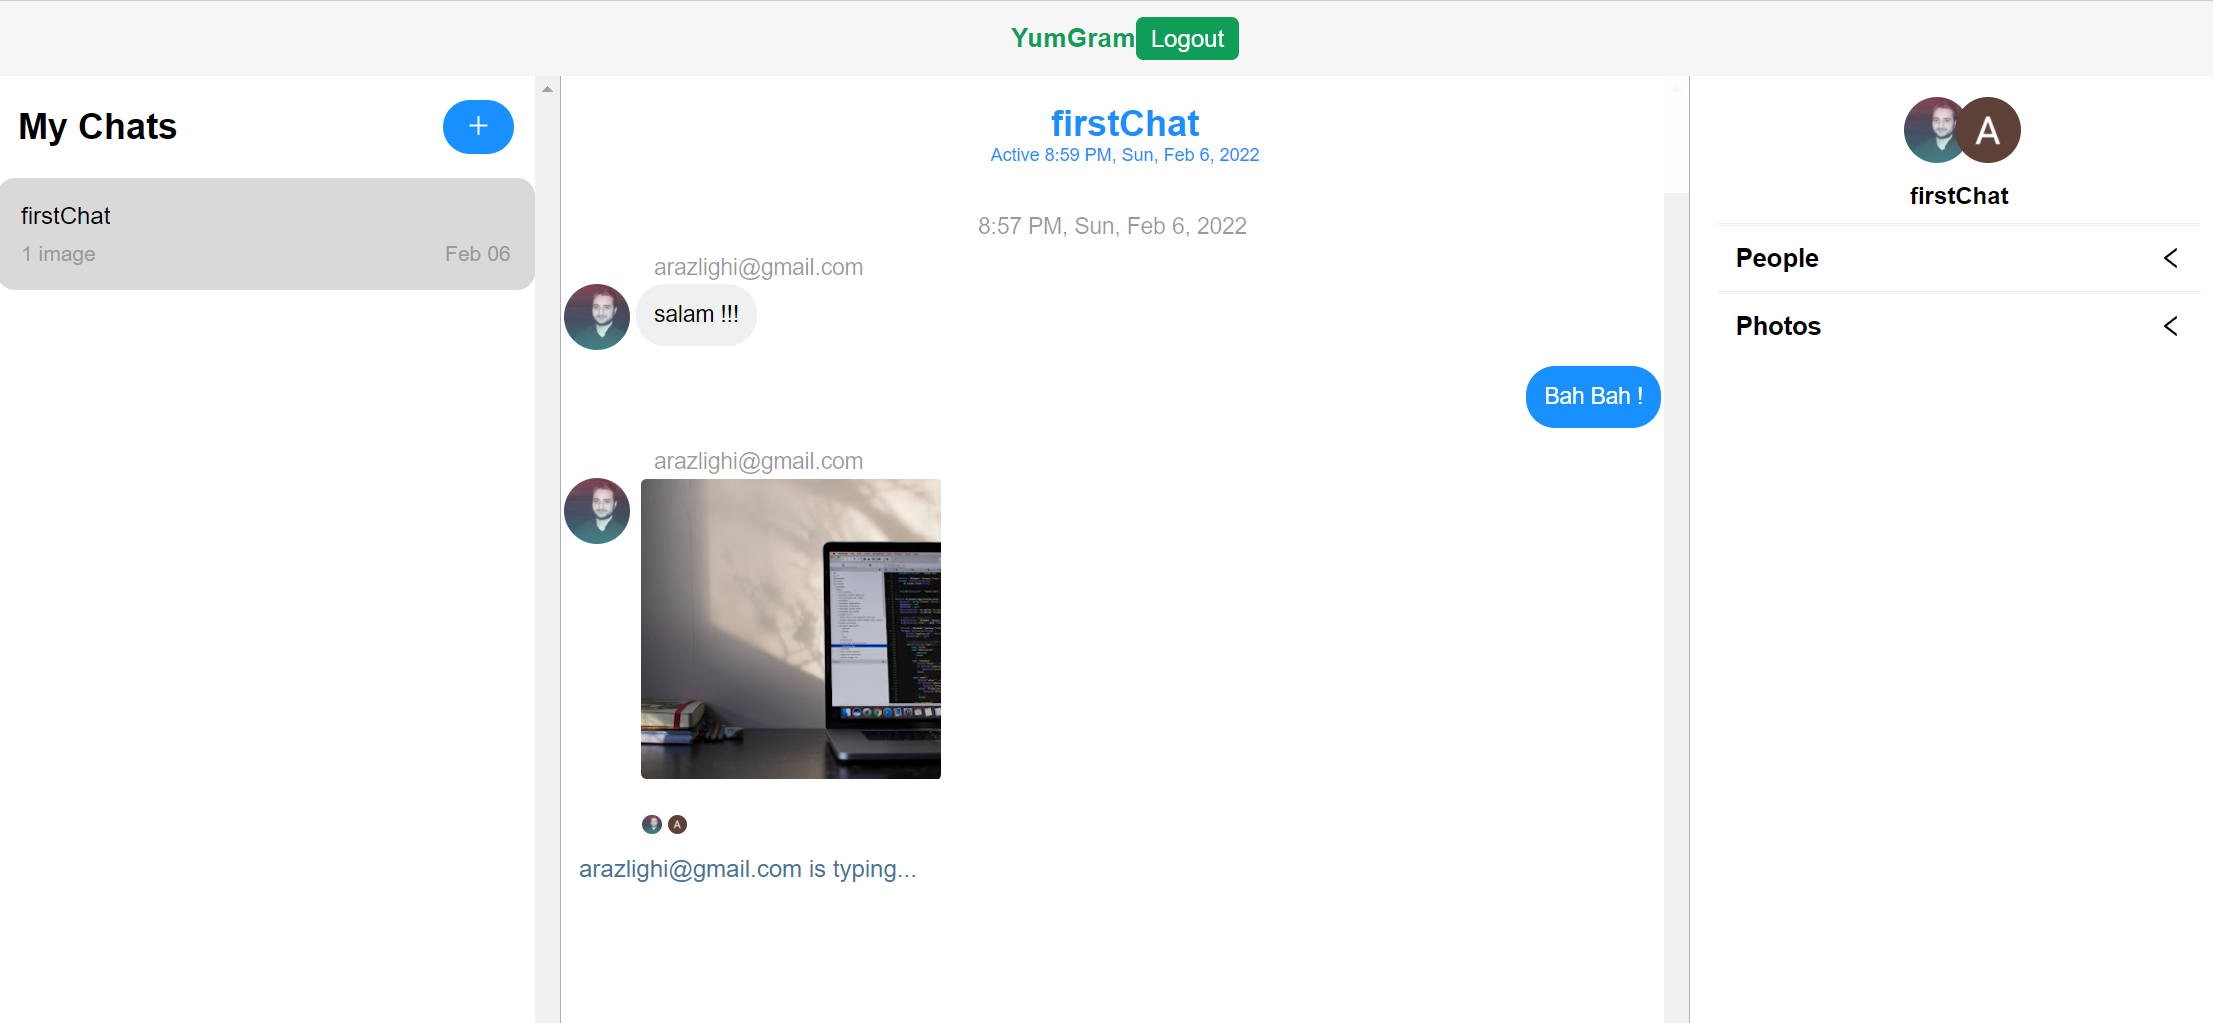 YumGram Logout
My Chats
firstChat
1 image Feb 06
firstChat
Active 8:59 PM, Sun, Feb 6, 2022
8:57 PM, Sun, Feb 6, 2022
arazlighi@gmail.com
salam !!!
Bah Bah !
arazlighi@gmail.com
A
arazlighi@gmail.com is typing...
A
firstChat
People
Photos